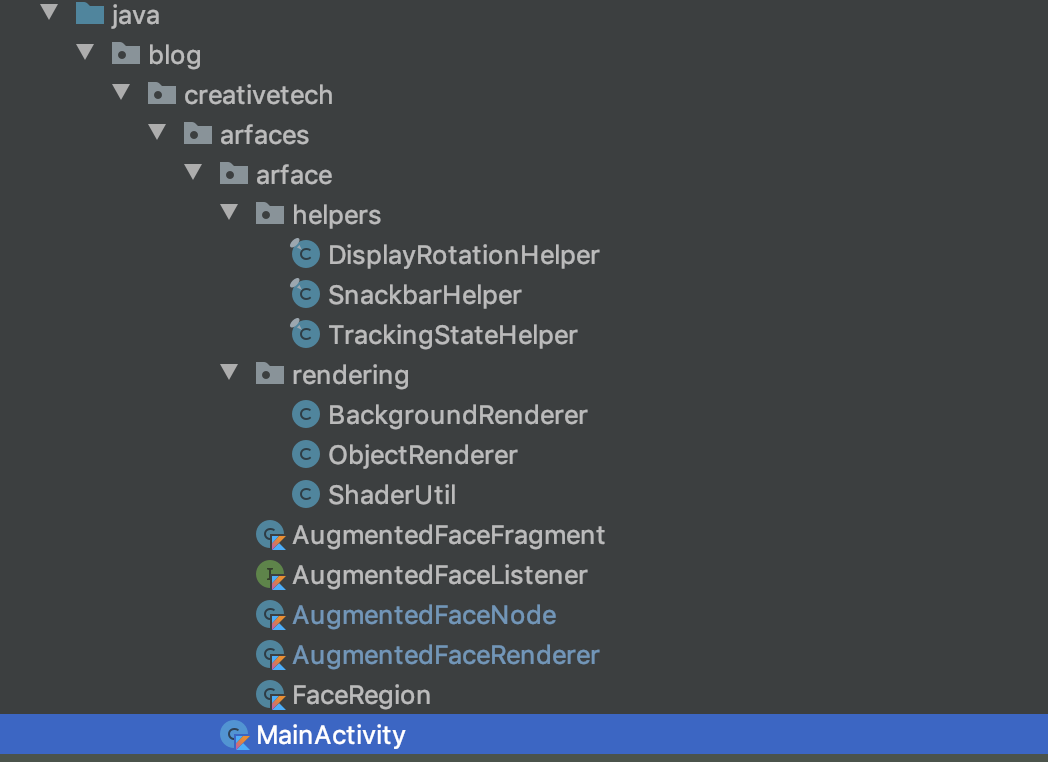 java
blog
creativetech
arfaces
arface
helpers
DisplayRotationHelper
SnackbarHelper
TrackingStateHelper
rendering
BackgroundRenderer
ObjectRenderer
ShaderUtil
AugmentedFaceFragment
AugmentedFaceListener
AugmentedFaceNode
AugmentedFaceRenderer
FaceRegion
MainActivity